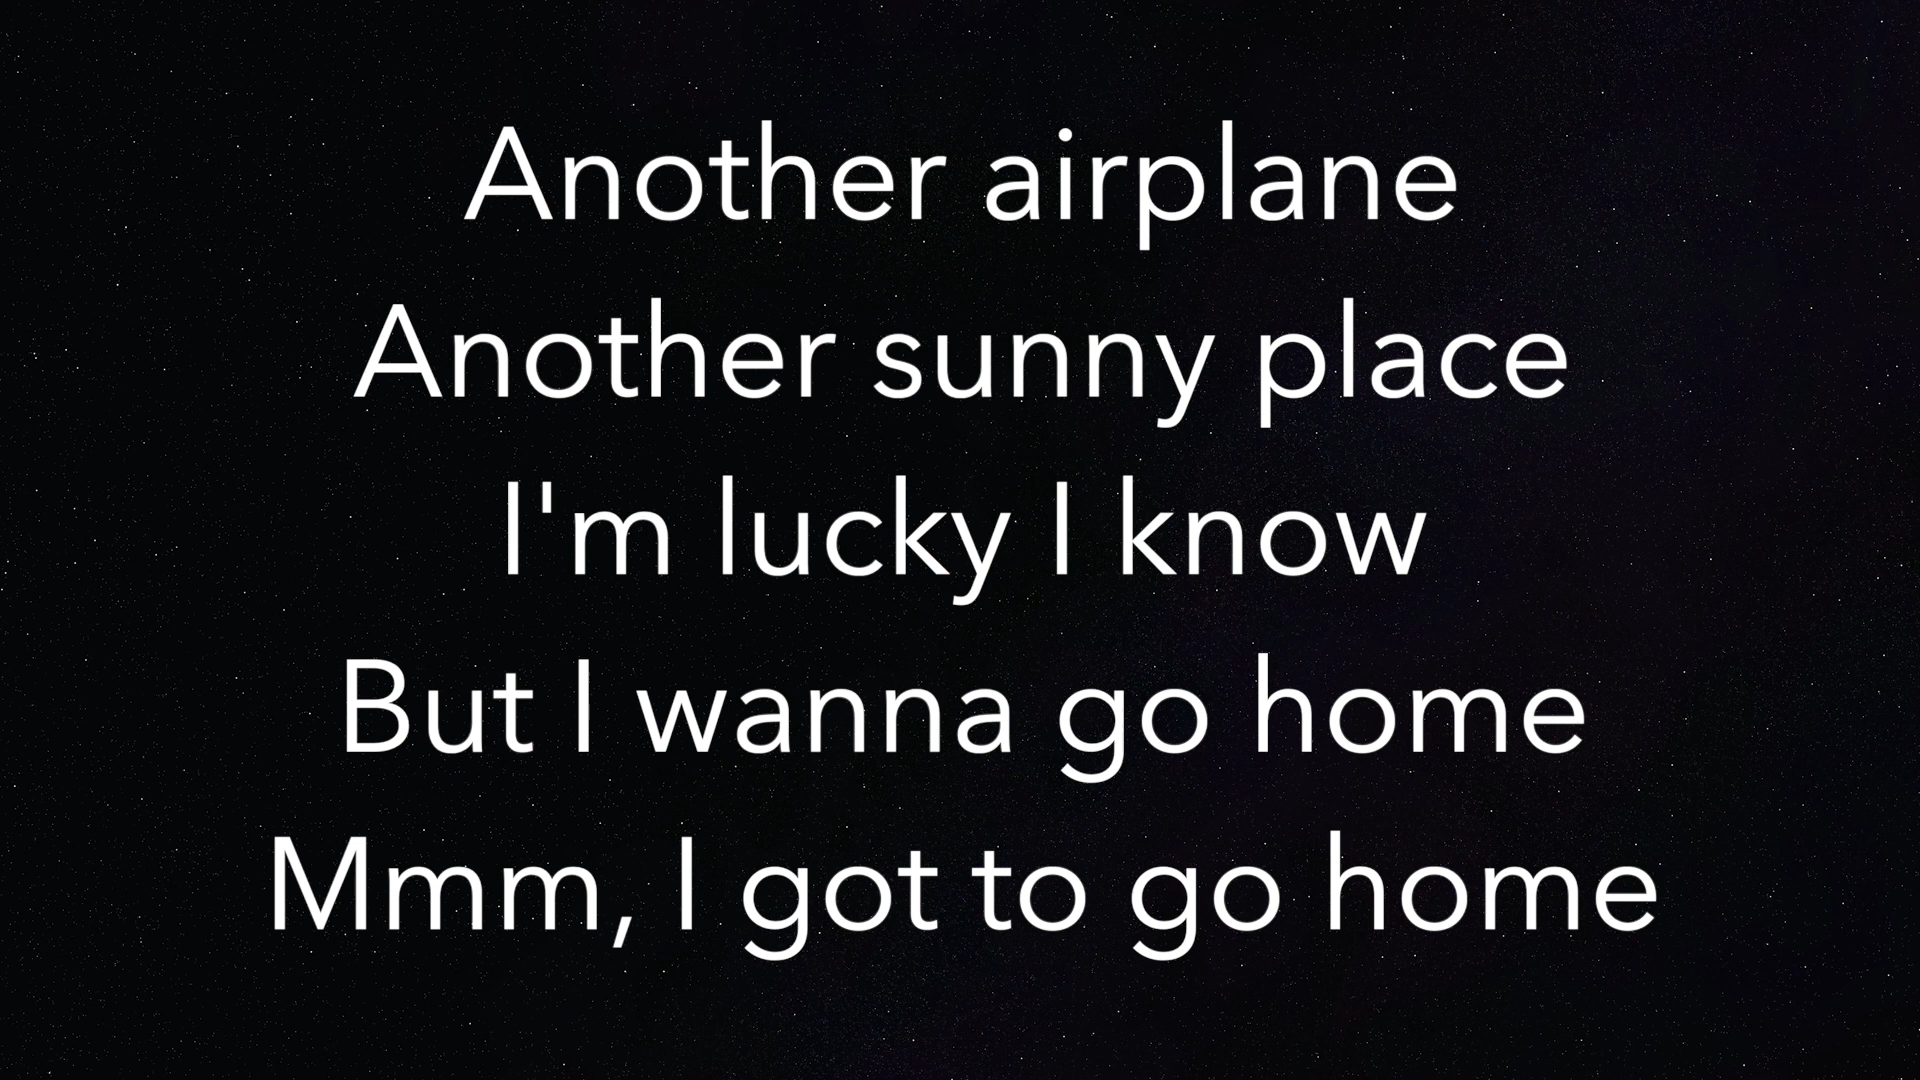 Another airplane
Another sunny place
I'm lucky I know
But I wanna go home
Mmm, I got to go home